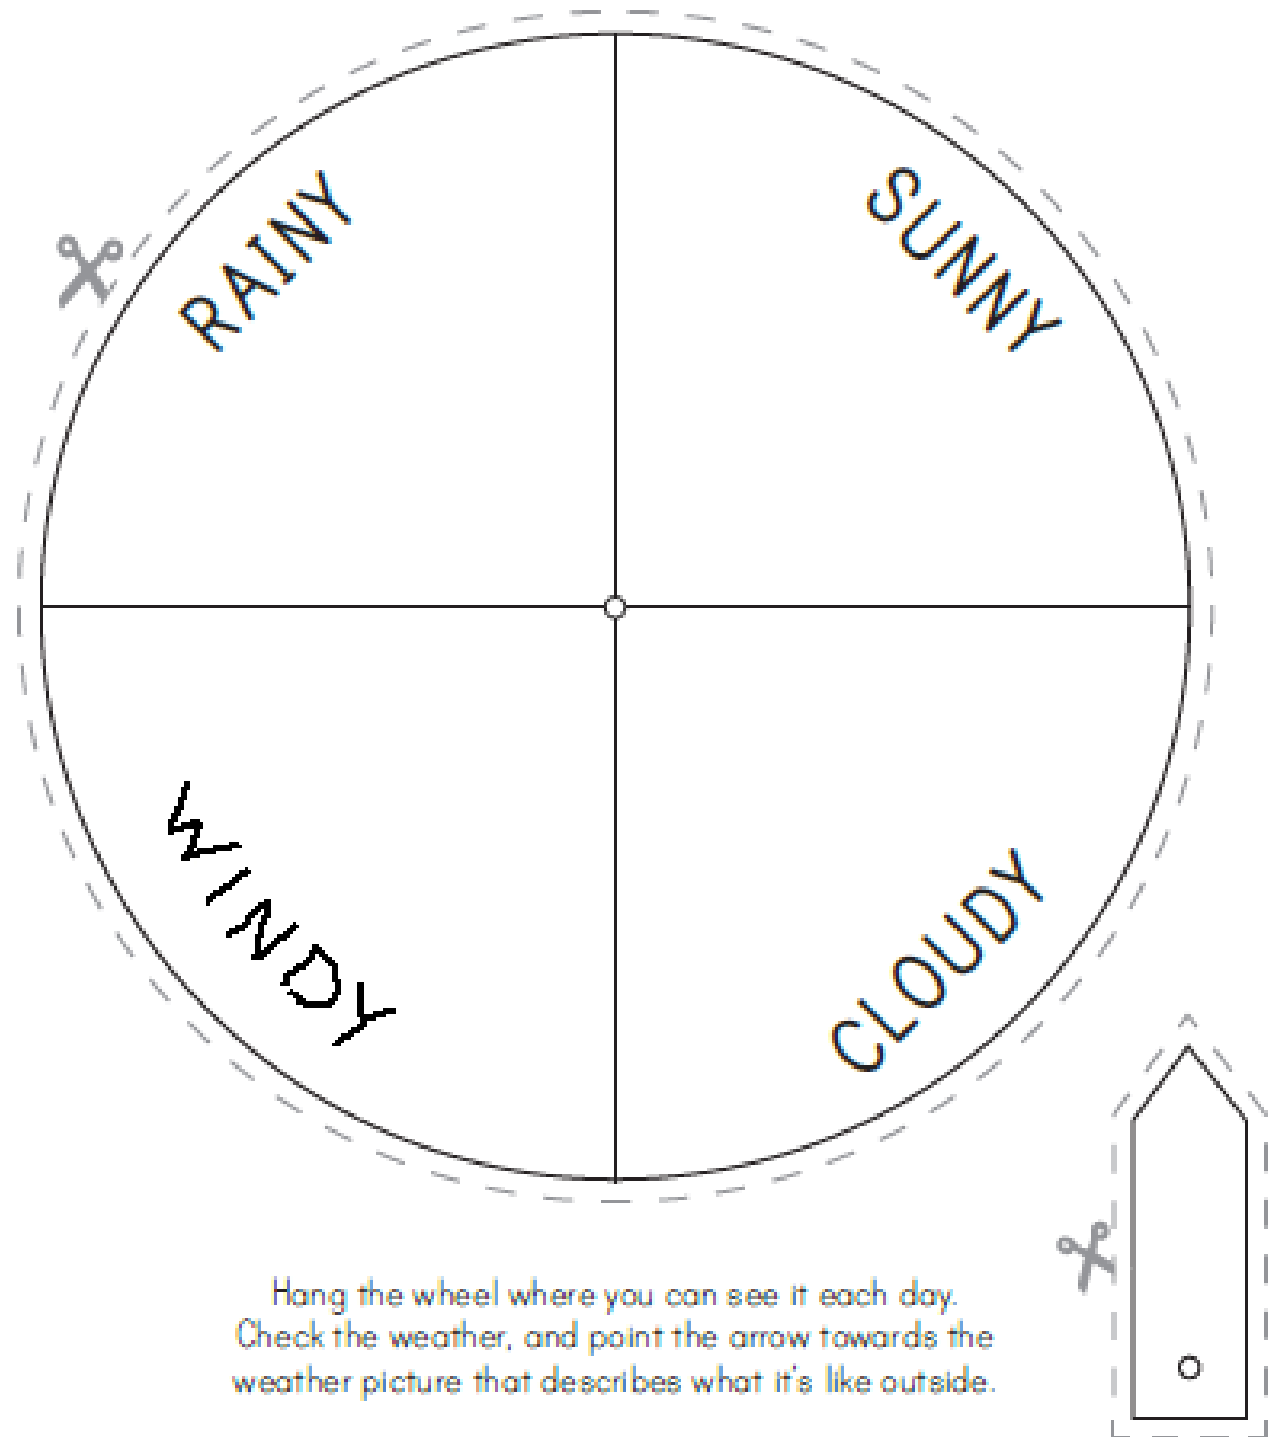 RAINY
SUNNY
WINDY
CLOUDY
Hang the wheel where you can see it each day.
Check the weather, and point the arrow towards the
weather picture that describes what it's like outside.